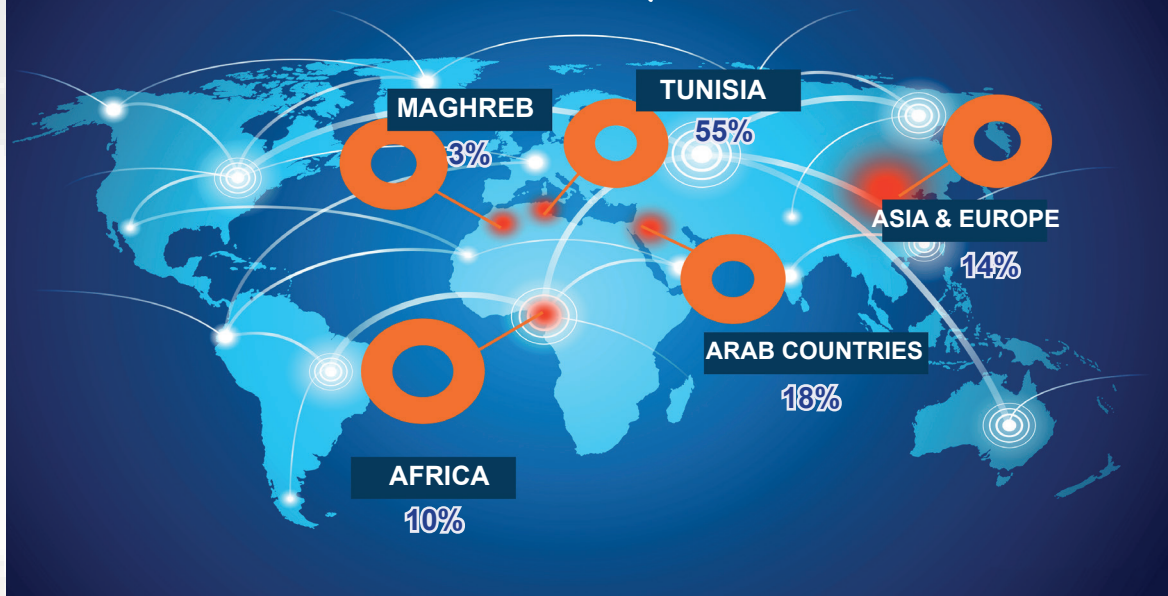 TUNISIA
55%
MAGHREB
3%
ASIA & EUROPE
14%
ARAB COUNTRIES
18%
AFRICA
10%